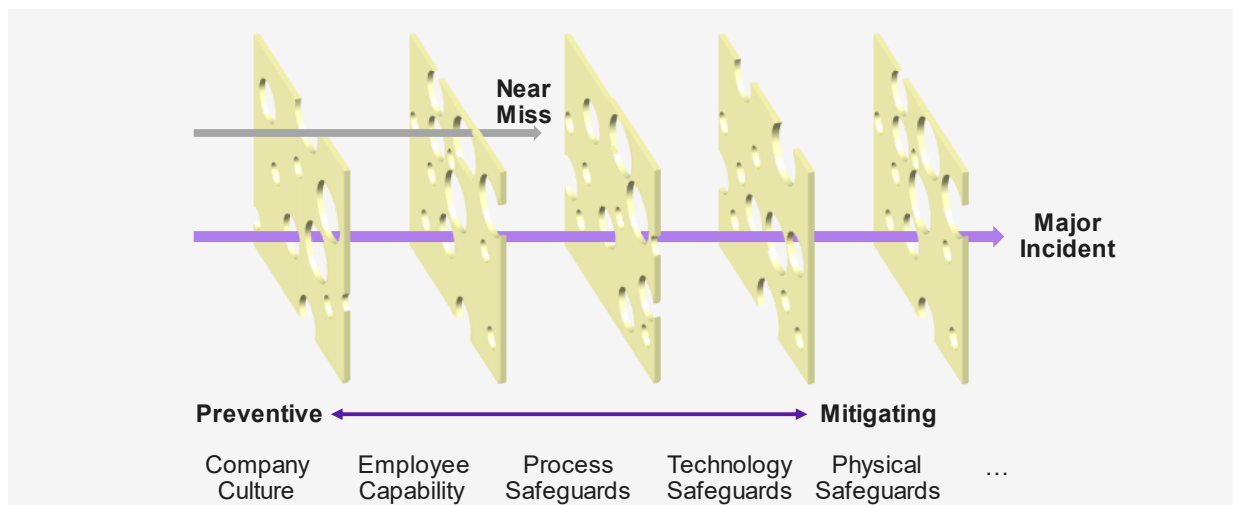 Near
Miss
Major
Incident
Preventive
Mitigating
Company
Culture
Employee
Capability
Process
Safeguards
Technology
Safeguards
Physical
Safeguards
…